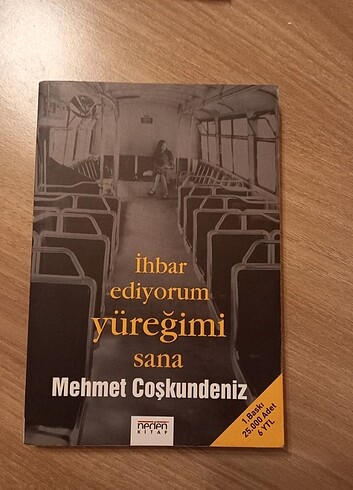 İhbar
ediyorum
yüreğimi
sana
Mehmet Coşkundeniz
1. Baskı
25.000 Adet
6 YTL
neden
KİTAP